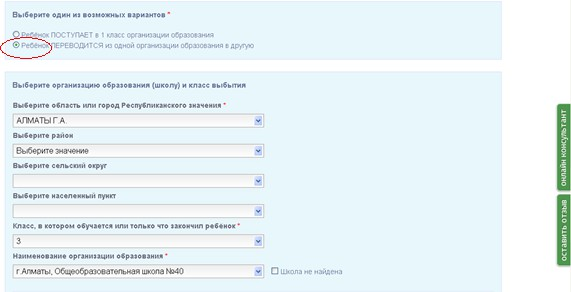 Выберите один из возможных вариантов *
Ребёнок ПОСТУПАЕТ в 1 класс организации образования
Ребёнок ПЕРЕВОДИТСЯ из одной организации образования в другую
Выберите организацию образования (школу) и класс выбытия
Выберите область или город Республиканского значения *
АЛМАТЫ Г.А.
Выберите район
Выберите значение
Выберите сельский округ
Выберите населенный пункт
Класс, в котором обучается или только что закончил ребенок *
3
Наименование организации образования *
г.Алматы, Общеобразовательная школа №40
Школа не найдена
онлайн консультант
оставить отзыв